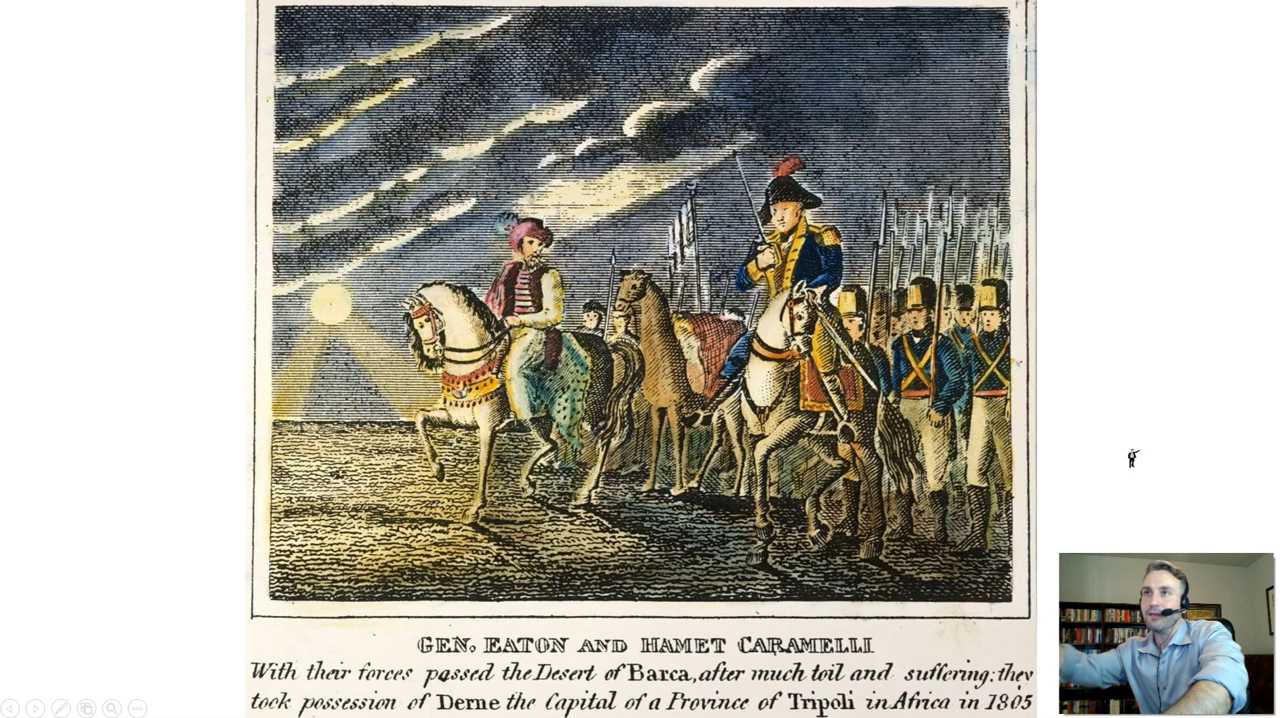 GEN. EATON AND HAMET CARAMELLI
With their forces passed the Desert of Barca, after much toil and suffering: they
took possession of Derne the Capital of a Province of Tripoli in Africa in 1805